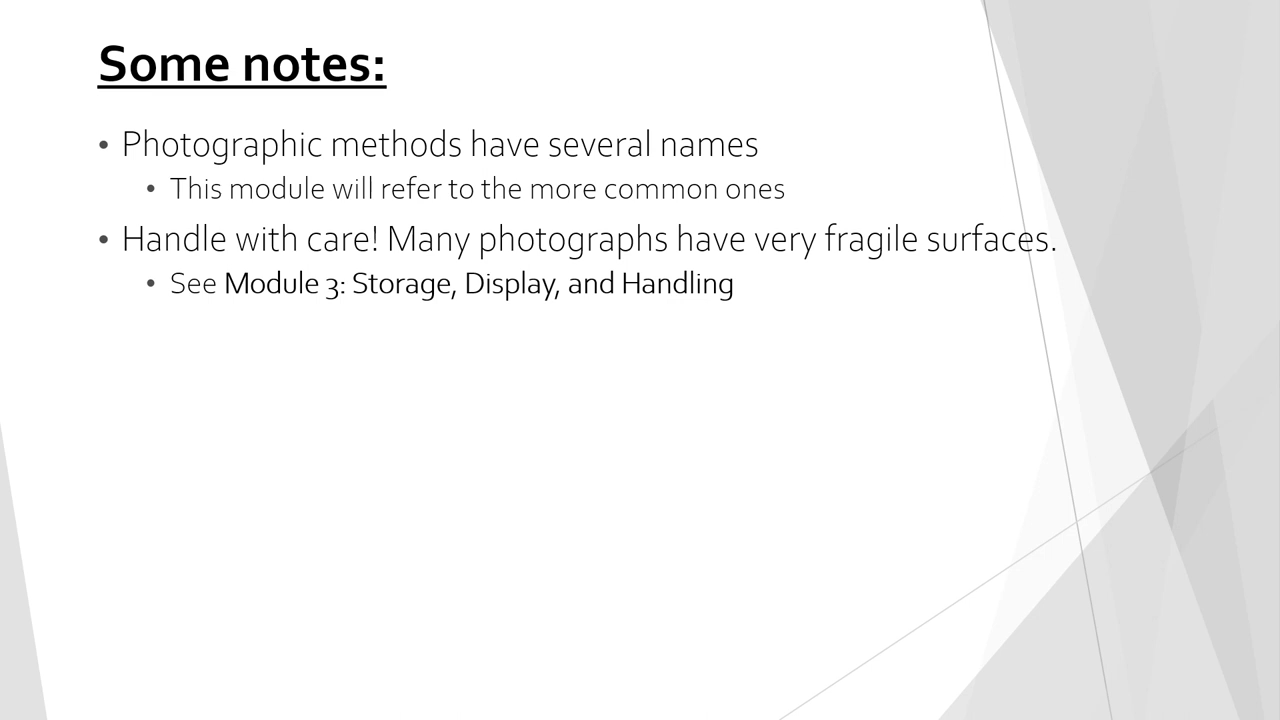 Some notes:
• Photographic methods have several names
• This module will refer to the more common ones
• Handle with care! Many photographs have very fragile surfaces.
• See Module 3: Storage, Display, and Handling